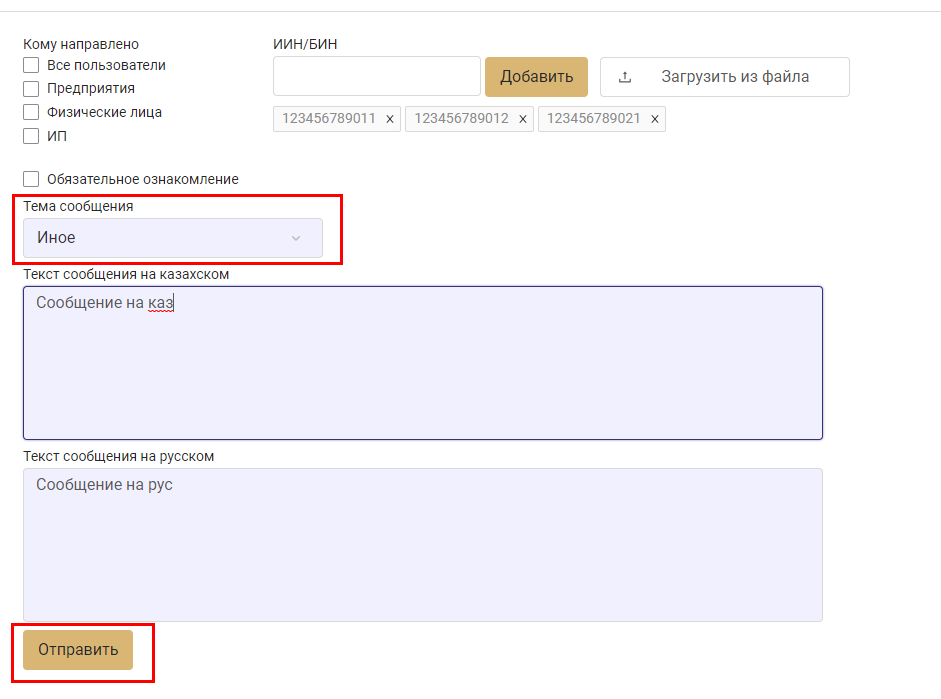 Кому направлено
Все пользователи
Предприятия
Физические лица
ИП
ИИН/БИН
Добавить
Загрузить из файла
123456789011 x
123456789012 x
123456789021 x
Обязательное ознакомление
Тема сообщения
Иное
Текст сообщения на казахском
Сообщение на каз
Текст сообщения на русском
Сообщение на рус
Отправить